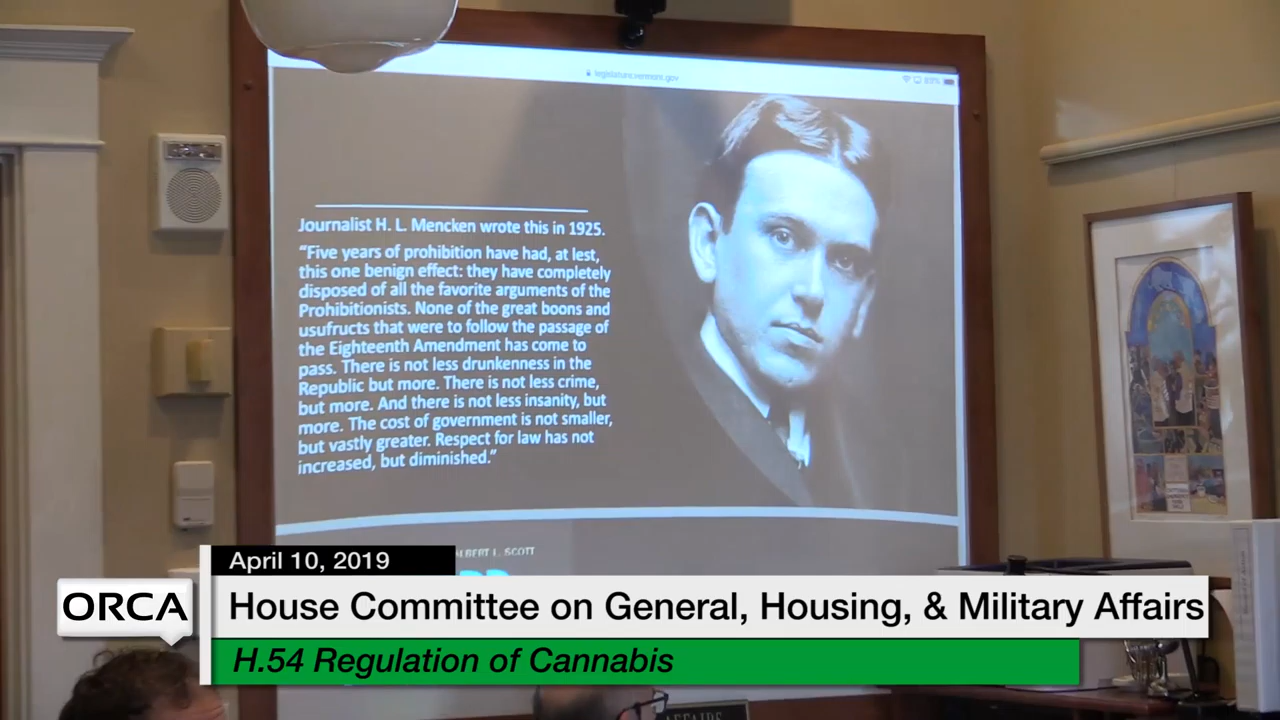 legislature.vermont.gov
83%
Journalist H. L. Mencken wrote this in 1925.
“Five years of prohibition have had, at lest,
this one benign effect: they have completely
disposed of all the favorite arguments of the
Prohibitionists. None of the great boons and
usufructs that were to follow the passage of
the Eighteenth Amendment has come to
pass. There is not less drunkenness in the
Republic but more. There is not less crime,
but more. And there is not less insanity, but
more. The cost of government is not smaller,
but vastly greater. Respect for law has not
increased, but diminished.”
ALBERT L. SCOTT
April 10, 2019
ORCA
House Committee on General, Housing, & Military Affairs
H.54 Regulation of Cannabis